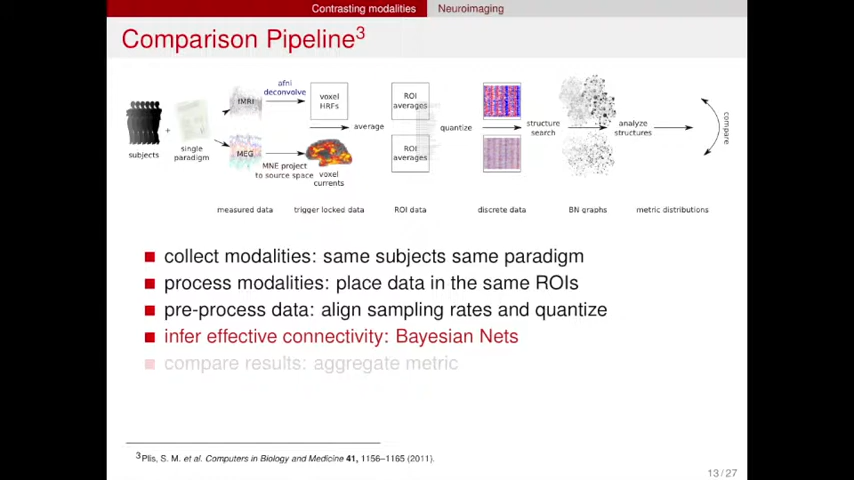 Contrasting modalities Neuroimaging
Comparison Pipeline3
subjects
+
single
paradigm
fMRI
MEG
afni
deconvolve
MNE project
to source space
voxel
HRFs
voxel
currents
average
ROI
averages
ROI
averages
quantize
structure
search
analyze
structures
compare
measured data trigger locked data ROI data discrete data BN graphs metric distributions
collect modalities: same subjects same paradigm
process modalities: place data in the same ROIs
pre-process data: align sampling rates and quantize
infer effective connectivity: Bayesian Nets
compare results: aggregate metric
3Plis, S. M. et al. Computers in Biology and Medicine 41, 1156–1165 (2011).
13 / 27